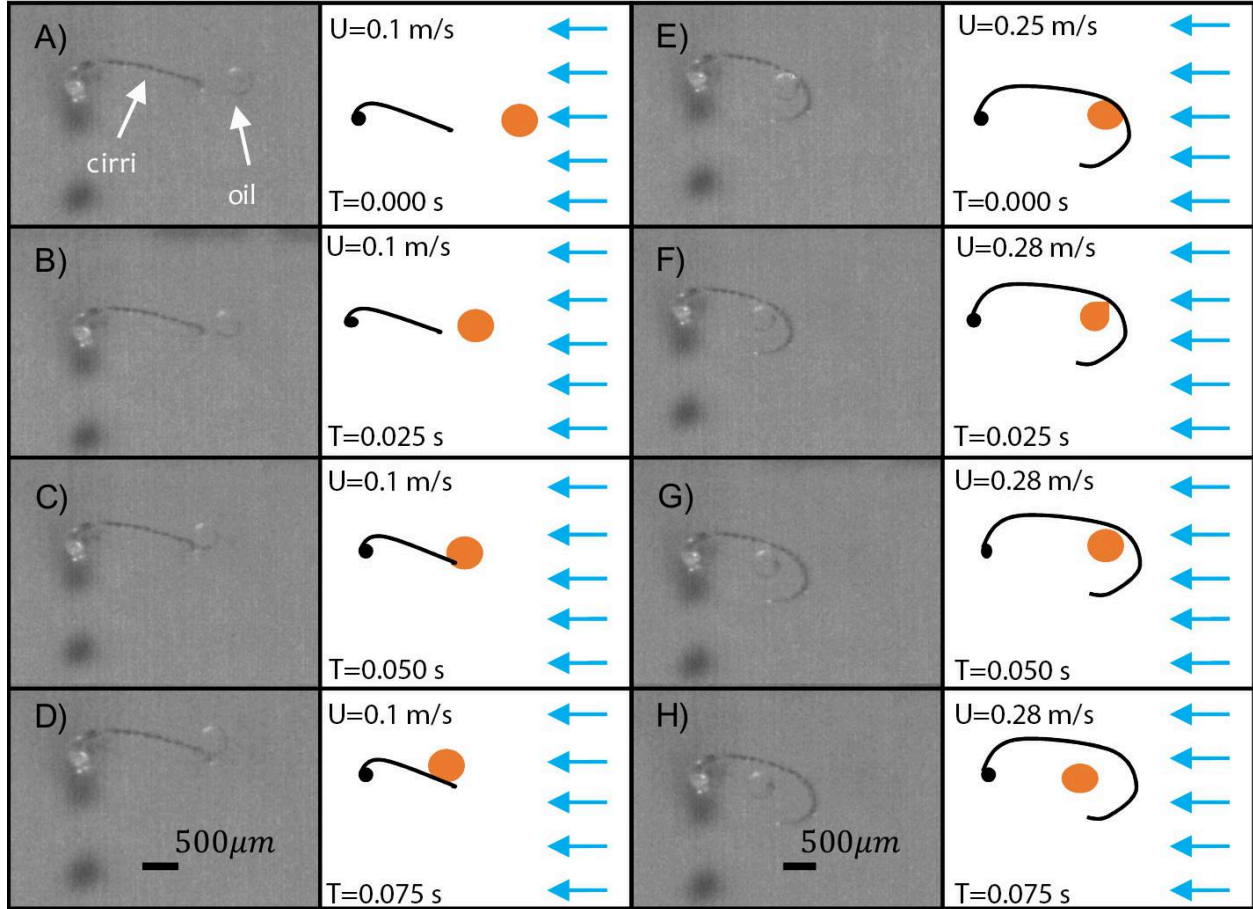 A)
cirri
oil
U=0.1 m/s
T=0.000 s
E)
U=0.25 m/s
T=0.000 s
B)
U=0.1 m/s
T=0.025 s
F)
U=0.28 m/s
T=0.025 s
C)
U=0.1 m/s
T=0.050 s
G)
U=0.28 m/s
T=0.050 s
D)
500μm
U=0.1 m/s
T=0.075 s
H)
500μm
U=0.28 m/s
T=0.075 s